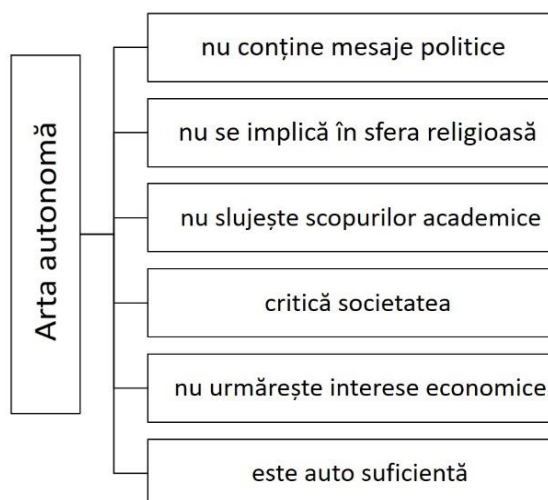 Arta autonomă
nu conține mesaje politice
nu se implică în sfera religioasă
nu slujește scopurilor academice
critică societatea
nu urmărește interese economice
este auto suficientă